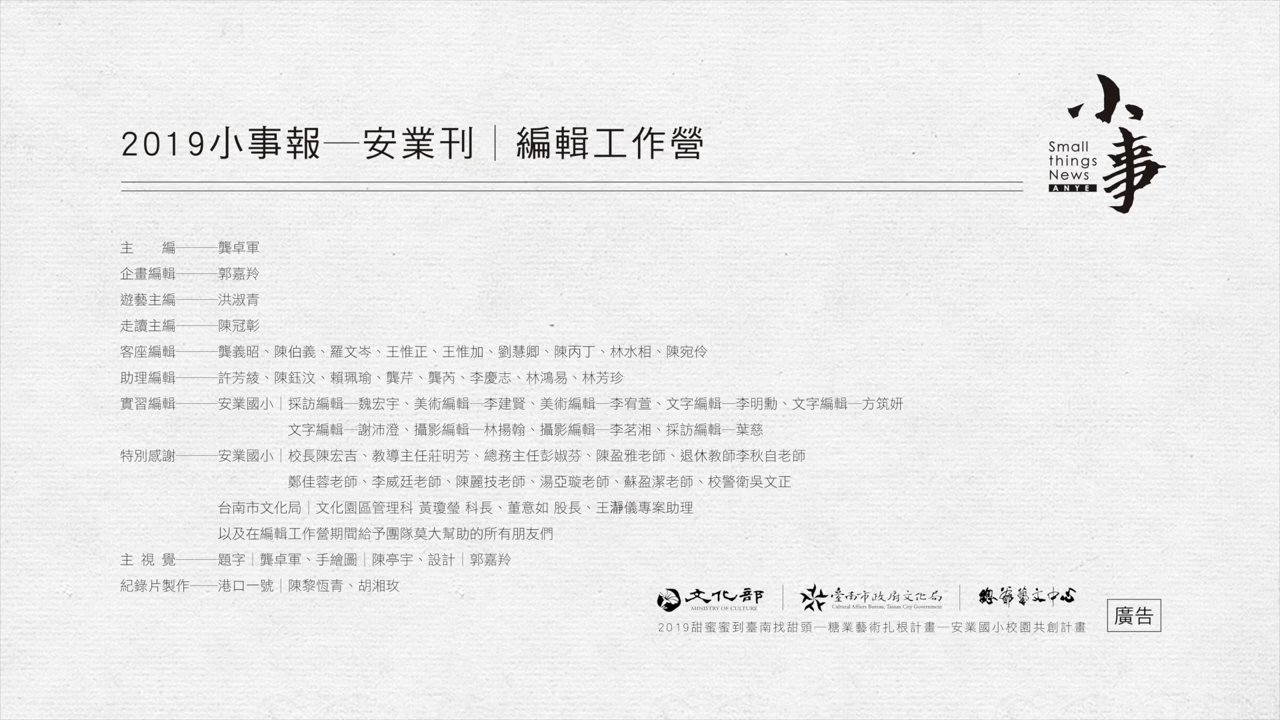 2019小事報─安業刊│編輯工作營
小事
Small
things
News
ANYE
主　　編───龔卓軍
企畫編輯───郭嘉羚
遊藝主編───洪淑青
走讀主編───陳冠彰
客座編輯───龔義昭、陳伯義、羅文岑、王惟正、王惟加、劉慧卿、陳丙丁、林水相、陳宛伶
助理編輯───許芳綾、陳鈺汶、賴珮瑜、龔芹、龔芮、李慶志、林鴻易、林芳珍
實習編輯───安業國小│採訪編輯─魏宏宇、美術編輯─李建賢、美術編輯─李宥萱、文字編輯─李明勳、文字編輯─方筑妍
文字編輯─謝沛澄、攝影編輯─林揚翰、攝影編輯─李茗湘、採訪編輯─葉慈
特別感謝───安業國小│校長陳宏吉、教導主任莊明芳、總務主任彭婌芬、陳盈雅老師、退休教師李秋自老師
鄭佳蓉老師、李威廷老師、陳麗技老師、湯亞璇老師、蘇盈潔老師、校警衛吳文正
台南市文化局│文化園區管理科 黃瓊瑩 科長、董意如 股長、王瀞儀專案助理
以及在編輯工作營期間給予團隊莫大幫助的所有朋友們
主 視 覺───題字│龔卓軍、手繪圖│陳亭宇、設計│郭嘉羚
紀錄片製作──港口一號│陳黎恆青、胡湘玫
文化部
MINISTRY OF CULTURE
臺南市政府文化局
Cultural Affairs Bureau, Tainan City Government
總爺藝文中心
2019甜蜜蜜到臺南找甜頭─糖業藝術扎根計畫─安業國小校園共創計畫
廣告